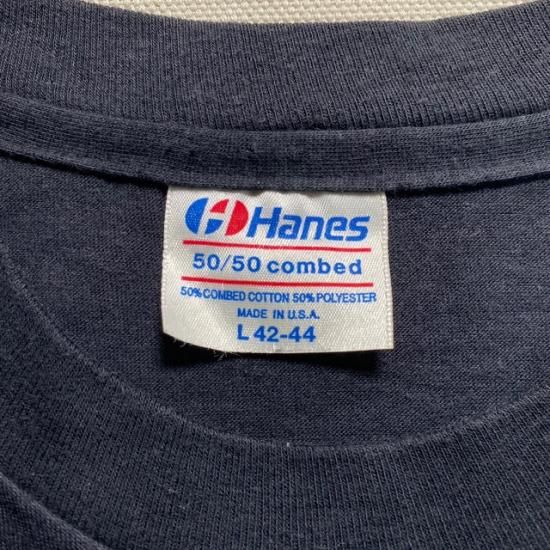 Hanes
50/50 combed
50% COMBED COTTON 50% POLYESTER
MADE IN U.S.A.
L 42-44